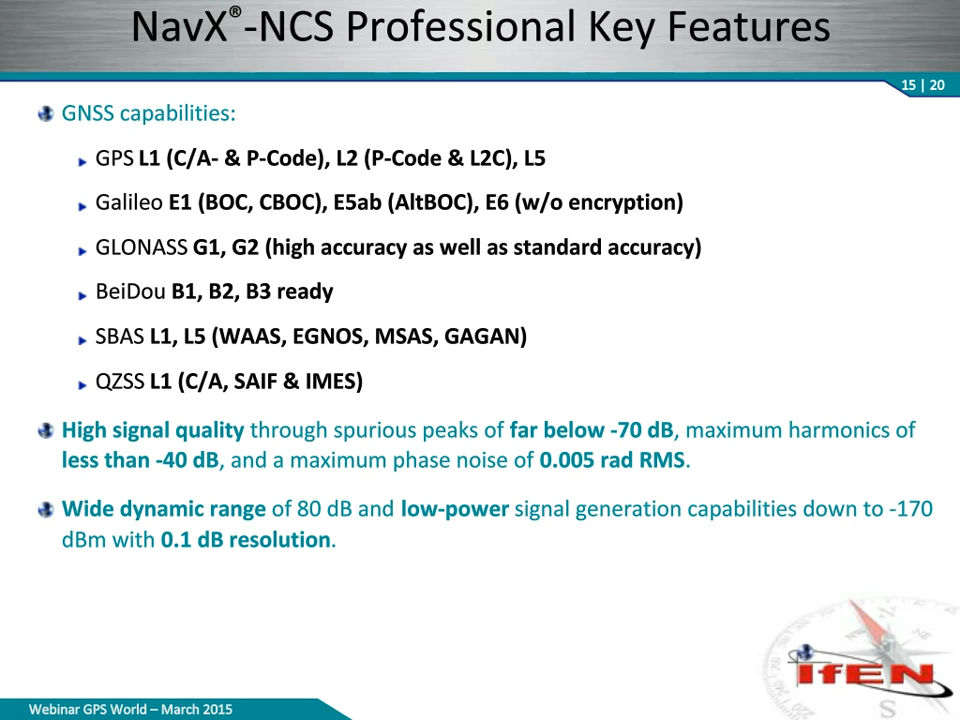 NavX®-NCS Professional Key Features
15 | 20
GNSS capabilities:
GPS L1 (C/A- & P-Code), L2 (P-Code & L2C), L5
Galileo E1 (BOC, CBOC), E5ab (AltBOC), E6 (w/o encryption)
GLONASS G1, G2 (high accuracy as well as standard accuracy)
BeiDou B1, B2, B3 ready
SBAS L1, L5 (WAAS, EGNOS, MSAS, GAGAN)
QZSS L1 (C/A, SAIF & IMES)
High signal quality through spurious peaks of far below -70 dB, maximum harmonics of
less than -40 dB, and a maximum phase noise of 0.005 rad RMS.
Wide dynamic range of 80 dB and low-power signal generation capabilities down to -170
dBm with 0.1 dB resolution.
ifEN
S
Webinar GPS World – March 2015